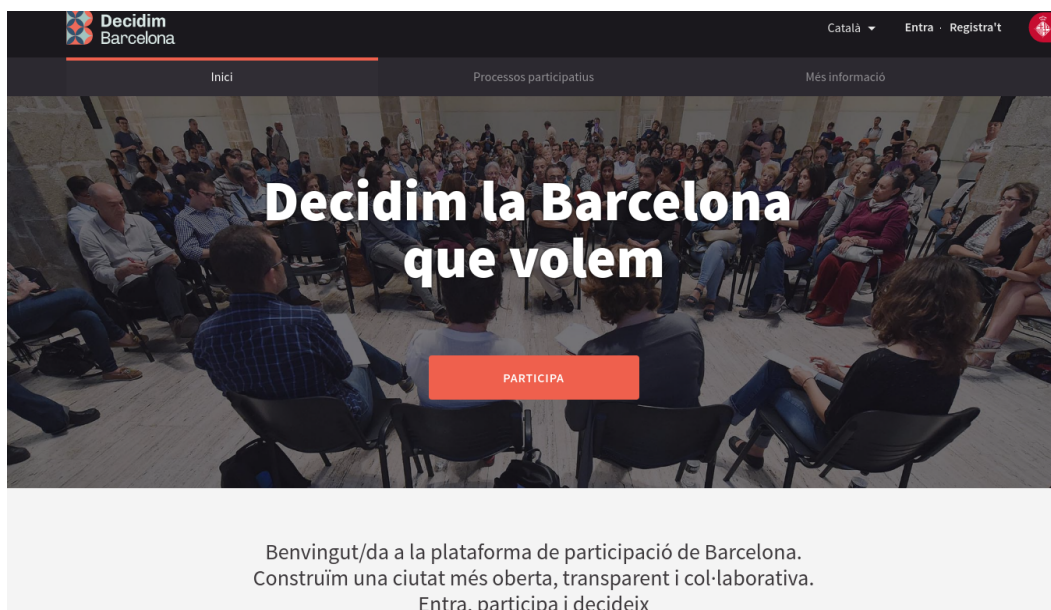 Decidim
Barcelona
Català
Entra · Registra't
Inici
Processos participatius
Més informació
Decidim la Barcelona
que volem
PARTICIPA
Benvingut/da a la plataforma de participació de Barcelona.
Construïm una ciutat més oberta, transparent i col·laborativa.
Entra, participa i decideix